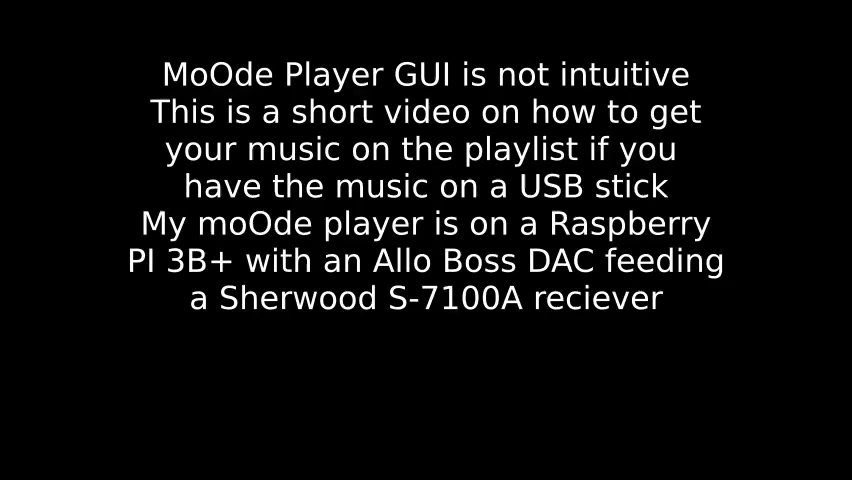 MoOde Player GUI is not intuitive
This is a short video on how to get
your music on the playlist if you
have the music on a USB stick
My moOde player is on a Raspberry
PI 3B+ with an Allo Boss DAC feeding
a Sherwood S-7100A reciever